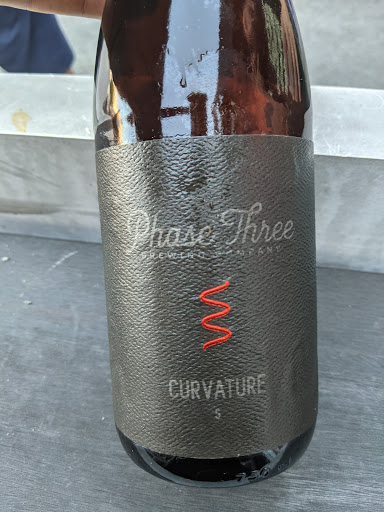 Phase Three
BREWING COMPANY
CURVATURE
5